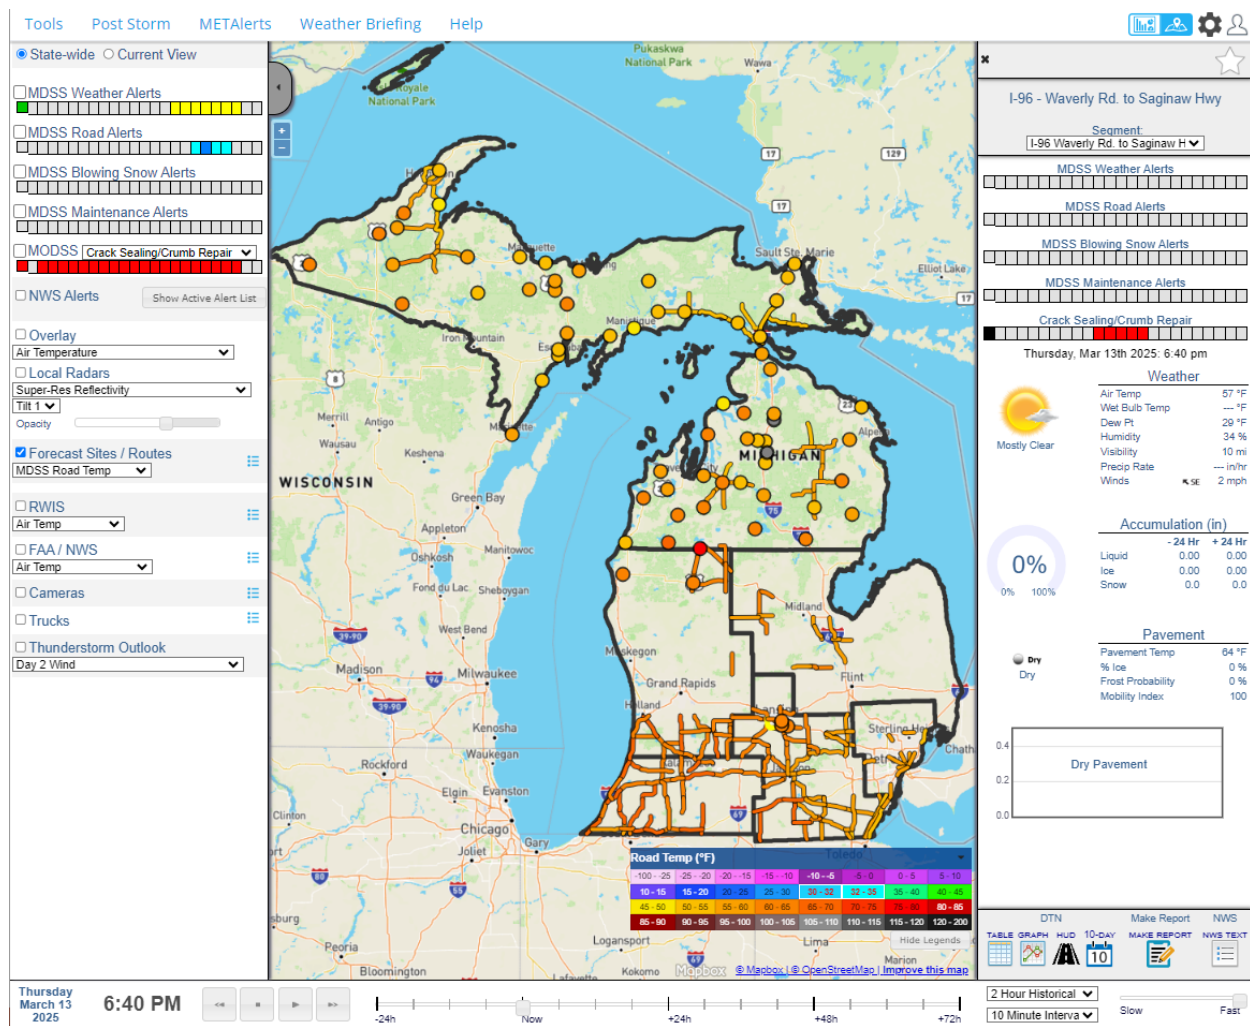 Tools Post Storm METAlerts Weather Briefing Help
State-wide Current View
MDSS Weather Alerts
MDSS Road Alerts
MDSS Blowing Snow Alerts
MDSS Maintenance Alerts
MODSS Crack Sealing/Crumb Repair
NWS Alerts Show Active Alert List
Overlay
Air Temperature
Local Radars
Super-Res Reflectivity
Tilt 1
Opacity
Forecast Sites / Routes
MDSS Road Temp
RWIS
Air Temp
FAA / NWS
Air Temp
Cameras
Trucks
Thunderstorm Outlook
Day 2 Wind
+
−
Pukaskwa
National Park
Wawa
National Park
17
129
17
Sault Ste. Marie
Elliot Lake
17
Manistique
Iron Mountain
8
Merrill
Antigo
Wausau
Keshena
WISCONSIN
Green Bay
23
MICHIGAN
75
Appleton
Oshkosh
Manitowoc
Fond du Lac
Sheboygan
39-90
West Bend
Madison
94
Milwaukee
39-90
Kenosha
Waukegan
Rockford
Elgin
Evanston
Clinton
Chicago
Joliet
Gary
80
55
Peoria
Bloomington
Midland
Muskegon
Grand Rapids
Flint
Holland
69
Toledo
Logansport
Lima
Kokomo
Marion
69
Road Temp (°F)
-100 - -25 -25 - -20 -20 - -15 -15 - -10 -10 - -5 -5 - 0 0 - 5 5 - 10
10 - 15 15 - 20 20 - 25 25 - 30 30 - 32 32 - 35 35 - 40 40 - 45
45 - 50 50 - 55 55 - 60 60 - 65 65 - 70 70 - 75 75 - 80 80 - 85
85 - 90 90 - 95 95 - 100 100 - 105 105 - 110 110 - 115 115 - 120 120 - 200
Hide Legends
Mapbox
© Mapbox | © OpenStreetMap | Improve this map
I-96 - Waverly Rd. to Saginaw Hwy
Segment:
I-96 Waverly Rd. to Saginaw H
MDSS Weather Alerts
MDSS Road Alerts
MDSS Blowing Snow Alerts
MDSS Maintenance Alerts
Crack Sealing/Crumb Repair
Thursday, Mar 13th 2025: 6:40 pm
Mostly Clear
Weather
Air Temp 57 °F
Wet Bulb Temp --- °F
Dew Pt 29 °F
Humidity 34 %
Visibility 10 mi
Precip Rate --- in/hr
Winds SE 2 mph
0%
0% 100%
Accumulation (in)
- 24 Hr + 24 Hr
Liquid 0.00 0.00
Ice 0.00 0.00
Snow 0.0 0.0
Dry
Dry
Pavement
Pavement Temp 64 °F
% Ice 0 %
Frost Probability 0 %
Mobility Index 100
0.4
0.2
0.0
Dry Pavement
DTN Make Report NWS
TABLE GRAPH HUD 10-DAY MAKE REPORT NWS TEXT
10
Thursday
March 13
2025
6:40 PM
-24h Now +24h +48h +72h
2 Hour Historical
10 Minute Interva
Slow Fast